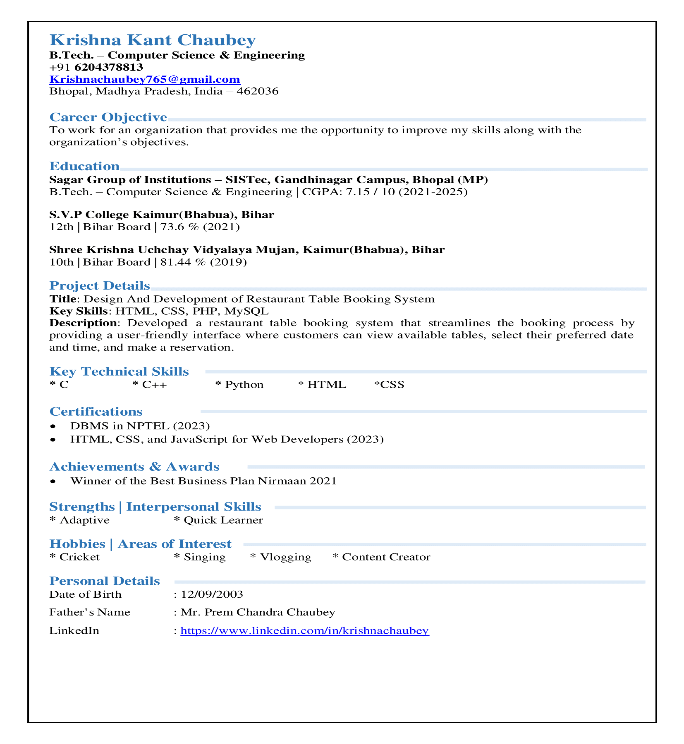 Krishna Kant Chaubey
B.Tech. – Computer Science & Engineering
+91 6204378813
Krishnachaubey765@gmail.com
Bhopal, Madhya Pradesh, India – 462036
Career Objective
To work for an organization that provides me the opportunity to improve my skills along with the
organization's objectives.
Education
Sagar Group of Institutions – SISTec, Gandhinagar Campus, Bhopal (MP)
B.Tech. – Computer Science & Engineering | CGPA: 7.15 / 10 (2021-2025)
S.V.P College Kaimur(Bhabua), Bihar
12th | Bihar Board | 73.6 % (2021)
Shree Krishna Uchchay Vidyalaya Mujan, Kaimur(Bhabua), Bihar
10th | Bihar Board | 81.44 % (2019)
Project Details
Title: Design And Development of Restaurant Table Booking System
Key Skills: HTML, CSS, PHP, MySQL
Description: Developed a restaurant table booking system that streamlines the booking process by
providing a user-friendly interface where customers can view available tables, select their preferred date
and time, and make a reservation.
Key Technical Skills
* C * C++ * Python * HTML *CSS
Certifications
• DBMS in NPTEL (2023)
• HTML, CSS, and JavaScript for Web Developers (2023)
Achievements & Awards
• Winner of the Best Business Plan Nirmaan 2021
Strengths | Interpersonal Skills
* Adaptive * Quick Learner
Hobbies | Areas of Interest
* Cricket * Singing * Vlogging * Content Creator
Personal Details
Date of Birth : 12/09/2003
Father's Name : Mr. Prem Chandra Chaubey
LinkedIn : https://www.linkedin.com/in/krishnachaubey